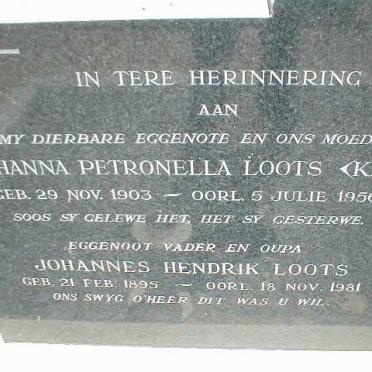 IN TERE HERINNERING
AAN
MY DIERBARE EGGENOTE EN ONS MOED
HANNA PETRONELLA LOOTS <K
GEB. 29 NOV. 1903 — OORL. 5 JULIE 1956
SOOS SY GELEWE HET, HET SY GESTERWE.
EGGENOOT VADER EN OUPA
JOHANNES HENDRIK LOOTS
GEB. 21 FEB. 1895 — OORL. 18 NOV. 1981
ONS SWYG O'HEER DIT WAS U WIL.